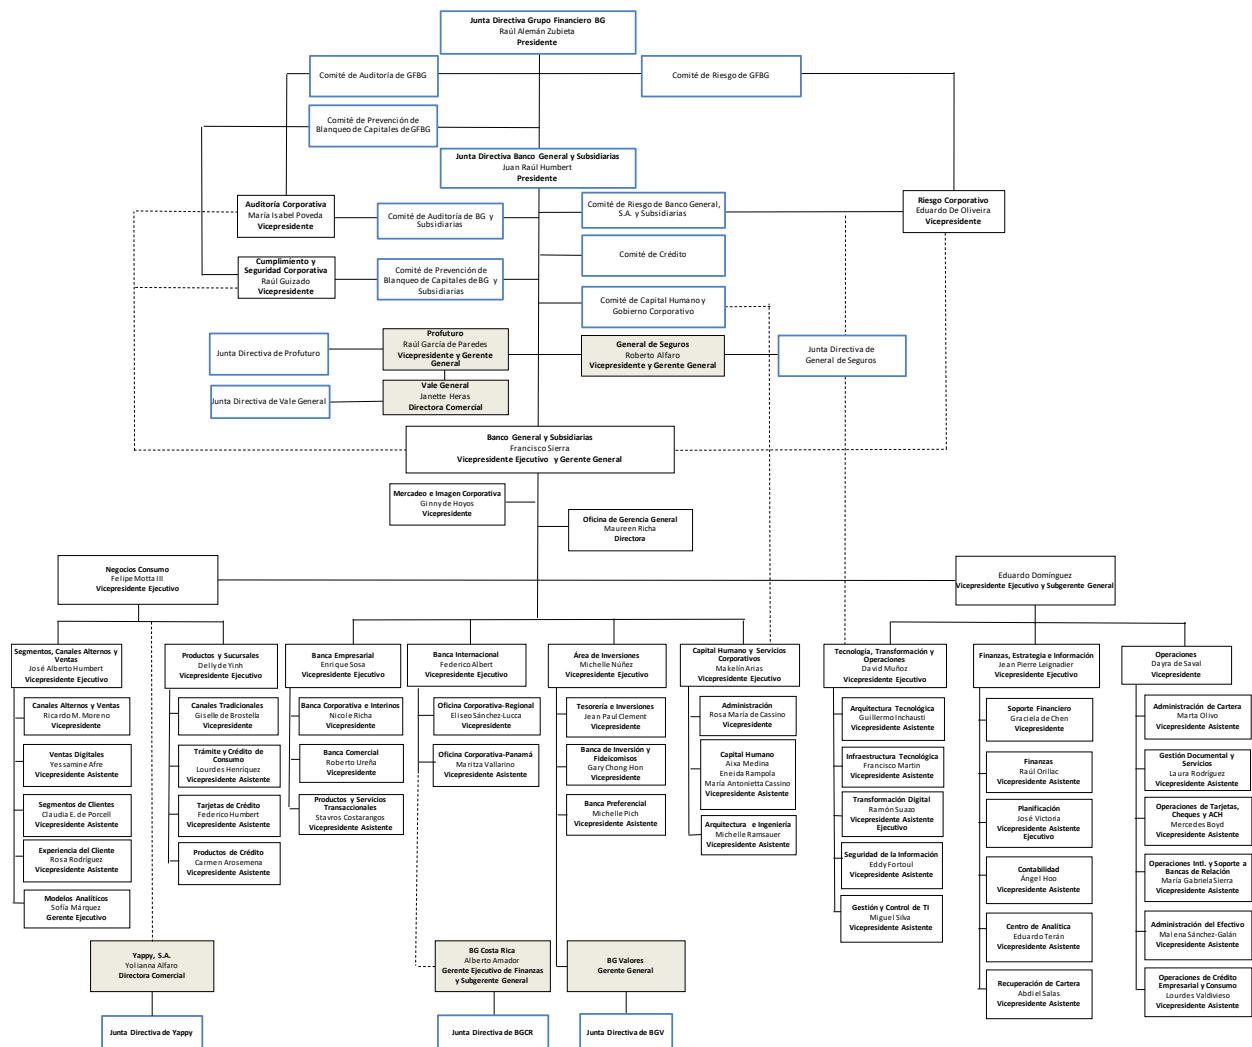 Junta Directiva Grupo Financiero BG
Raúl Alemán Zubieta
Presidente
Comité de Auditoría de GFBG
Comité de Riesgo de GFBG
Comité de Prevención de
Blanqueo de Capitales de GFBG
Junta Directiva Banco General y Subsidiarias
Juan Raúl Humbert
Presidente
Auditoría Corporativa
María Isabel Poveda
Vicepresidente
Comité de Auditoría de BG y
Subsidiarias
Comité de Riesgo de Banco General,
S.A. y Subsidiarias
Riesgo Corporativo
Eduardo De Oliveira
Vicepresidente
Comité de Crédito
Cumplimiento y
Seguridad Corporativa
Raúl Guizado
Vicepresidente
Comité de Prevención de
Blanqueo de Capitales de BG y
Subsidiarias
Comité de Capital Humano y
Gobierno Corporativo
Junta Directiva de Profuturo
Profuturo
Raúl García de Paredes
Vicepresidente y Gerente
General
General de Seguros
Roberto Alfaro
Vicepresidente y Gerente General
Junta Directiva de
General de Seguros
Junta Directiva de Vale General
Vale General
Janette Heras
Directora Comercial
Banco General y Subsidiarias
Francisco Sierra
Vicepresidente Ejecutivo y Gerente General
Mercadeo e Imagen Corporativa
Ginny de Hoyos
Vicepresidente
Oficina de Gerencia General
Maureen Richa
Directora
Negocios Consumo
Felipe Motta III
Vicepresidente Ejecutivo
Eduardo Domínguez
Vicepresidente Ejecutivo y Subgerente General
Segmentos, Canales Alternos y
Ventas
José Alberto Humbert
Vicepresidente Ejecutivo
Canales Alternos y Ventas
Ricardo M. Moreno
Vicepresidente
Ventas Digitales
Yessamine Afre
Vicepresidente Asistente
Segmentos de Clientes
Claudia E. de Porcell
Vicepresidente Asistente
Experiencia del Cliente
Rosa Rodríguez
Vicepresidente Asistente
Modelos Analíticos
Sofía Márquez
Gerente Ejecutivo
Productos y Sucursales
Delly de Yinh
Vicepresidente Ejecutivo
Canales Tradicionales
Giselle de Brostella
Vicepresidente
Trámite y Crédito de
Consumo
Lourdes Henríquez
Vicepresidente Asistente
Tarjetas de Crédito
Federico Humbert
Vicepresidente Asistente
Productos de Crédito
Carmen Arosemena
Vicepresidente Asistente
Yappy, S.A.
Yolianna Alfaro
Directora Comercial
Junta Directiva de Yappy
Banca Empresarial
Enrique Sosa
Vicepresidente Ejecutivo
Banca Corporativa e Interinos
Nicole Richa
Vicepresidente
Banca Comercial
Roberto Ureña
Vicepresidente
Productos y Servicios
Transaccionales
Stavros Costarangos
Vicepresidente Asistente
Banca Internacional
Federico Albert
Vicepresidente Ejecutivo
Oficina Corporativa-Regional
Eliseo Sánchez-Lucca
Vicepresidente
Oficina Corporativa-Panamá
Maritza Vallarino
Vicepresidente
BG Costa Rica
Alberto Amador
Gerente Ejecutivo de Finanzas
y Subgerente General
Junta Directiva de BGCR
Área de Inversiones
Michelle Núñez
Vicepresidente Ejecutivo
Tesorería e Inversiones
Jean Paul Clement
Vicepresidente
Banca de Inversión y
Fideicomisos
Gary Chong Hon
Vicepresidente
Banca Preferencial
Michelle Pich
Vicepresidente Asistente
BG Valores
Gerente General
Junta Directiva de BGV
Capital Humano y Servicios
Corporativos
Makelín Arias
Vicepresidente Ejecutivo
Administración
Rosa María de Cassino
Vicepresidente
Capital Humano
Aixa Medina
Eneida Rampola
María Antonietta Cassino
Vicepresidente Asistente
Arquitectura e Ingeniería
Michelle Ramsauer
Vicepresidente Asistente
Tecnología, Transformación y
Operaciones
David Muñoz
Vicepresidente Ejecutivo
Arquitectura Tecnológica
Guillermo Inchausti
Vicepresidente Asistente
Infraestructura Tecnológica
Francisco Martin
Vicepresidente Asistente
Transformación Digital
Ramón Suazo
Vicepresidente Asistente
Ejecutivo
Seguridad de la Información
Eddy Fortoul
Vicepresidente Asistente
Gestión y Control de TI
Miguel Silva
Vicepresidente Asistente
Finanzas, Estrategia e Información
Jean Pierre Leignadier
Vicepresidente Ejecutivo
Soporte Financiero
Graciela de Chen
Vicepresidente
Finanzas
Raúl Orillac
Vicepresidente Asistente
Planificación
José Victoria
Vicepresidente Asistente
Ejecutivo
Contabilidad
Ángel Hoo
Vicepresidente Asistente
Centro de Analítica
Eduardo Terán
Vicepresidente Asistente
Recuperación de Cartera
Abdiel Salas
Vicepresidente Asistente
Operaciones
Dayra de Saval
Vicepresidente
Administración de Cartera
Marta Olivo
Vicepresidente Asistente
Gestión Documental y
Servicios
Laura Rodríguez
Vicepresidente Asistente
Operaciones de Tarjetas,
Cheques y ACH
Mercedes Boyd
Vicepresidente Asistente
Operaciones Intl. y Soporte a
Bancas de Relación
María Gabriela Sierra
Vicepresidente Asistente
Administración del Efectivo
Malena Sánchez-Galán
Vicepresidente Asistente
Operaciones de Crédito
Empresarial y Consumo
Lourdes Valdivieso
Vicepresidente Asistente